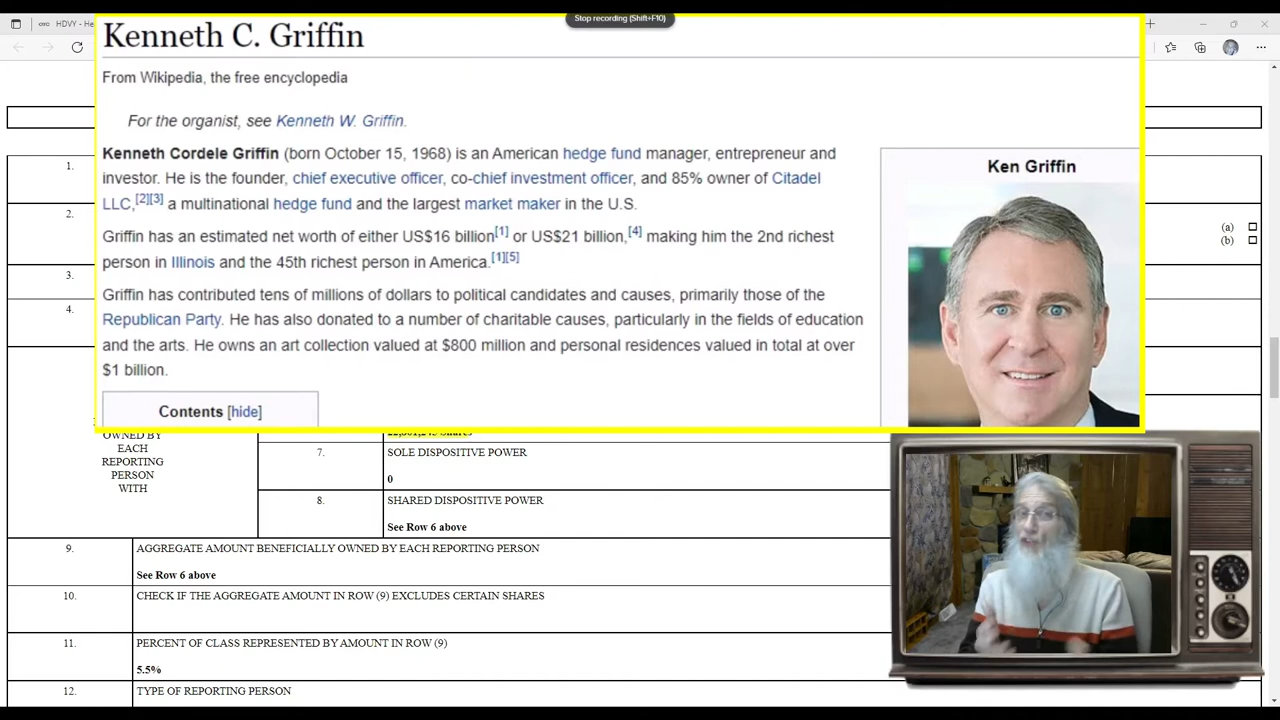 Stop recording (Shift+F10)
HDVY - He
Kenneth C. Griffin
From Wikipedia, the free encyclopedia
For the organist, see Kenneth W. Griffin.
Kenneth Cordele Griffin (born October 15, 1968) is an American hedge fund manager, entrepreneur and
investor. He is the founder, chief executive officer, co-chief investment officer, and 85% owner of Citadel
LLC,[2][3] a multinational hedge fund and the largest market maker in the U.S.
Griffin has an estimated net worth of either US$16 billion[1] or US$21 billion,[4] making him the 2nd richest
person in Illinois and the 45th richest person in America.[1][5]
Griffin has contributed tens of millions of dollars to political candidates and causes, primarily those of the
Republican Party. He has also donated to a number of charitable causes, particularly in the fields of education
and the arts. He owns an art collection valued at $800 million and personal residences valued in total at over
$1 billion.
Contents [hide]
Ken Griffin
1.
2.
(a)
(b)
3.
4.
OWNED BY
EACH
REPORTING
PERSON
WITH
7. SOLE DISPOSITIVE POWER
0
8. SHARED DISPOSITIVE POWER
See Row 6 above
9. AGGREGATE AMOUNT BENEFICIALLY OWNED BY EACH REPORTING PERSON
See Row 6 above
10. CHECK IF THE AGGREGATE AMOUNT IN ROW (9) EXCLUDES CERTAIN SHARES
11. PERCENT OF CLASS REPRESENTED BY AMOUNT IN ROW (9)
5.5%
12. TYPE OF REPORTING PERSON